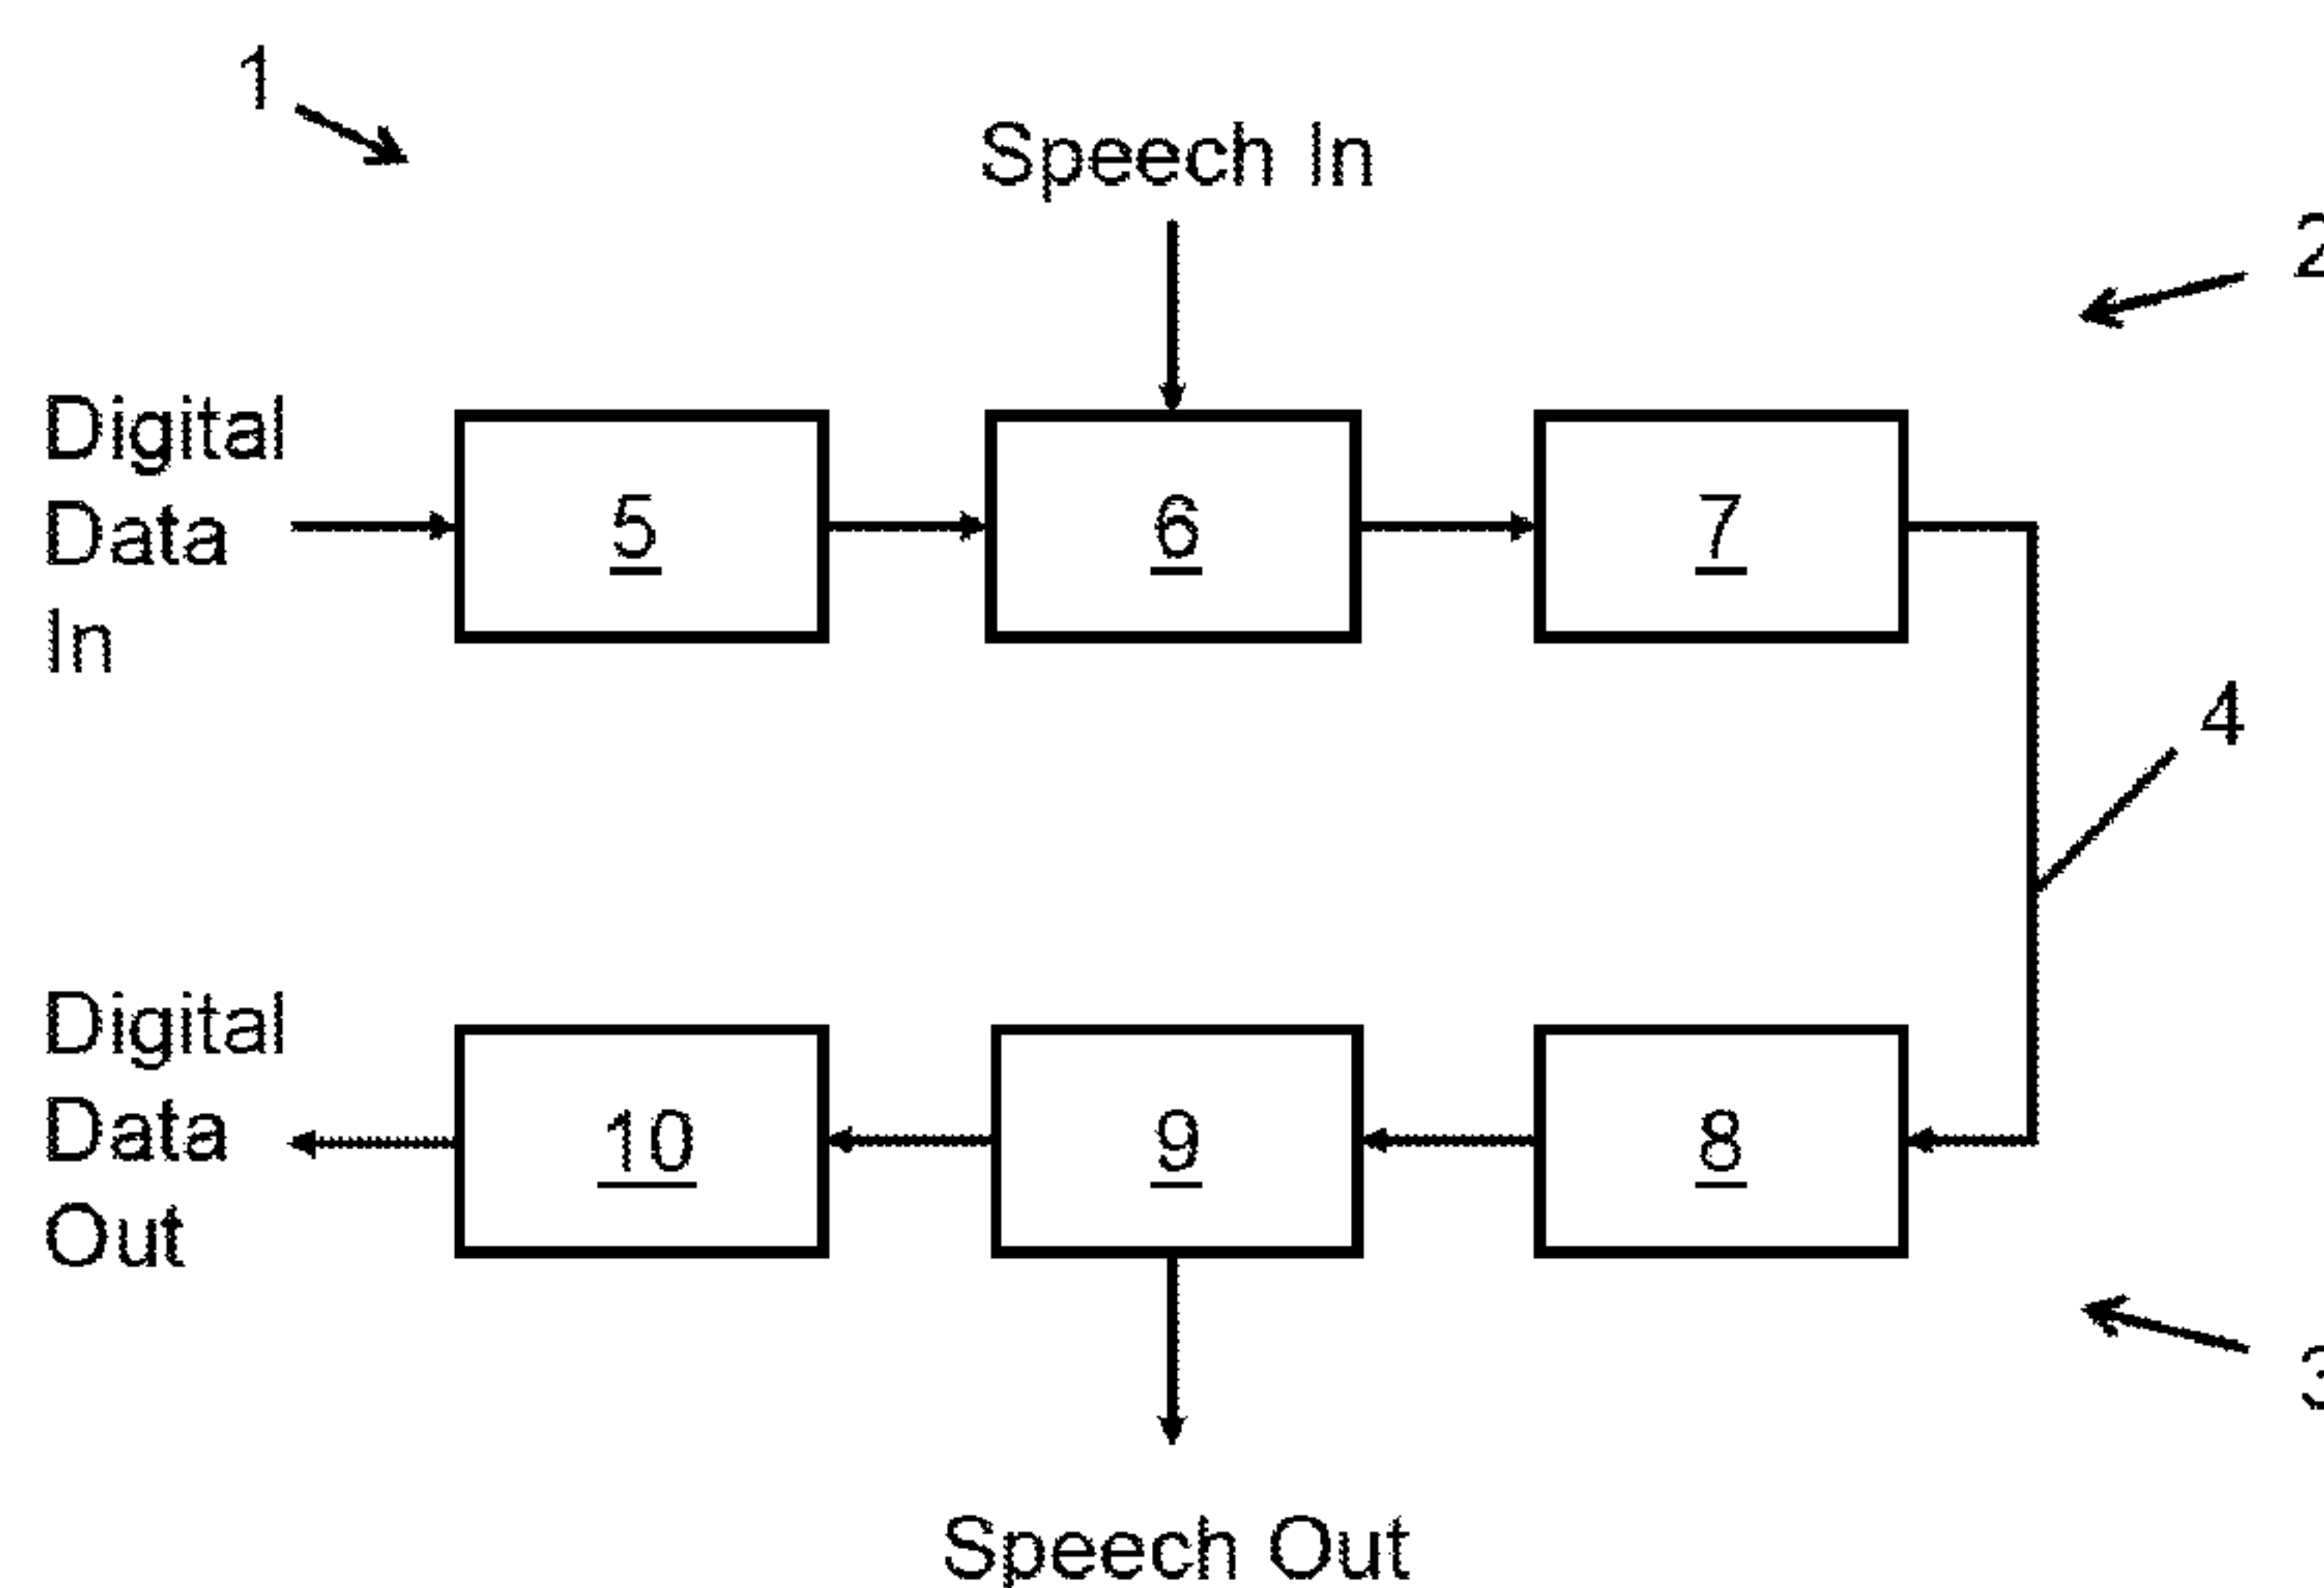 1
Speech In
2
Digital
Data
In
5
6
7
4
Digital
Data
Out
10
9
8
3
Speech Out